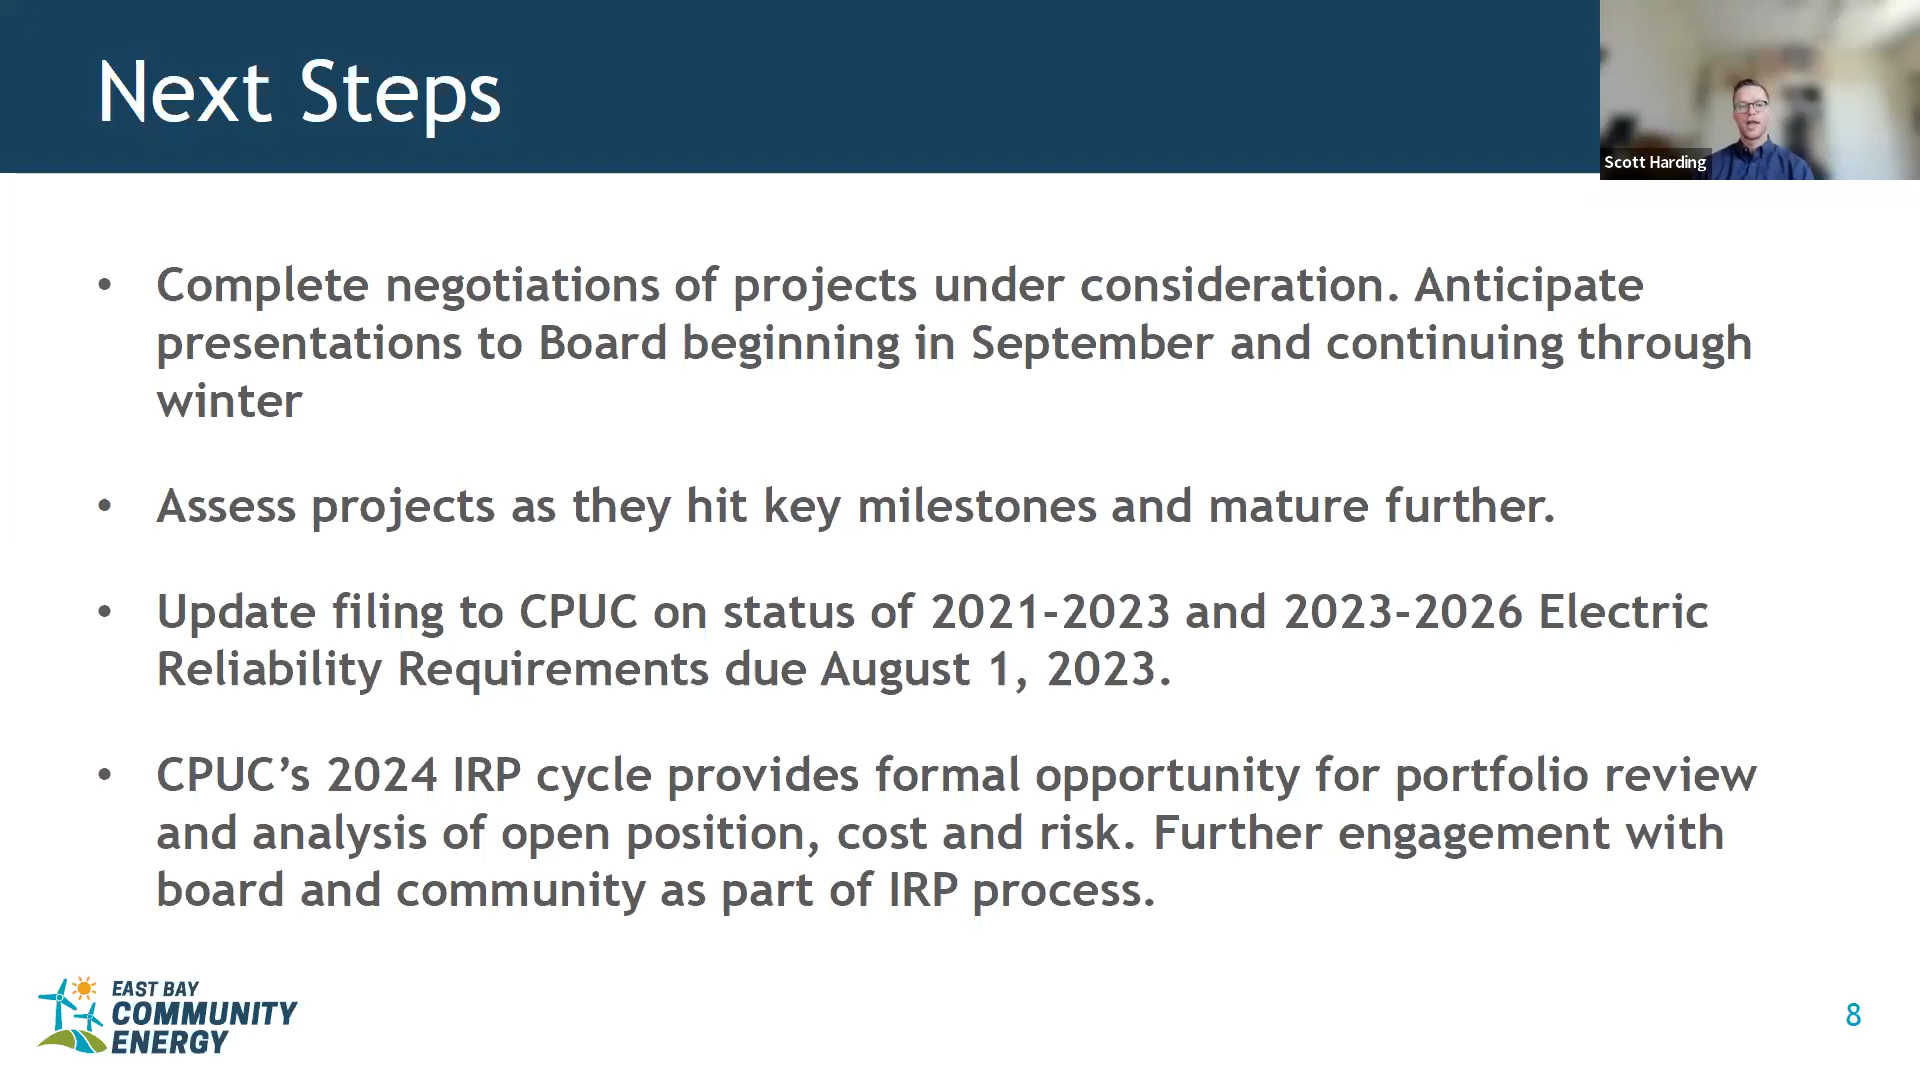 Next Steps
Scott Harding
• Complete negotiations of projects under consideration. Anticipate
presentations to Board beginning in September and continuing through
winter
• Assess projects as they hit key milestones and mature further.
• Update filing to CPUC on status of 2021-2023 and 2023-2026 Electric
Reliability Requirements due August 1, 2023.
• CPUC’s 2024 IRP cycle provides formal opportunity for portfolio review
and analysis of open position, cost and risk. Further engagement with
board and community as part of IRP process.
EAST BAY
COMMUNITY
ENERGY
8